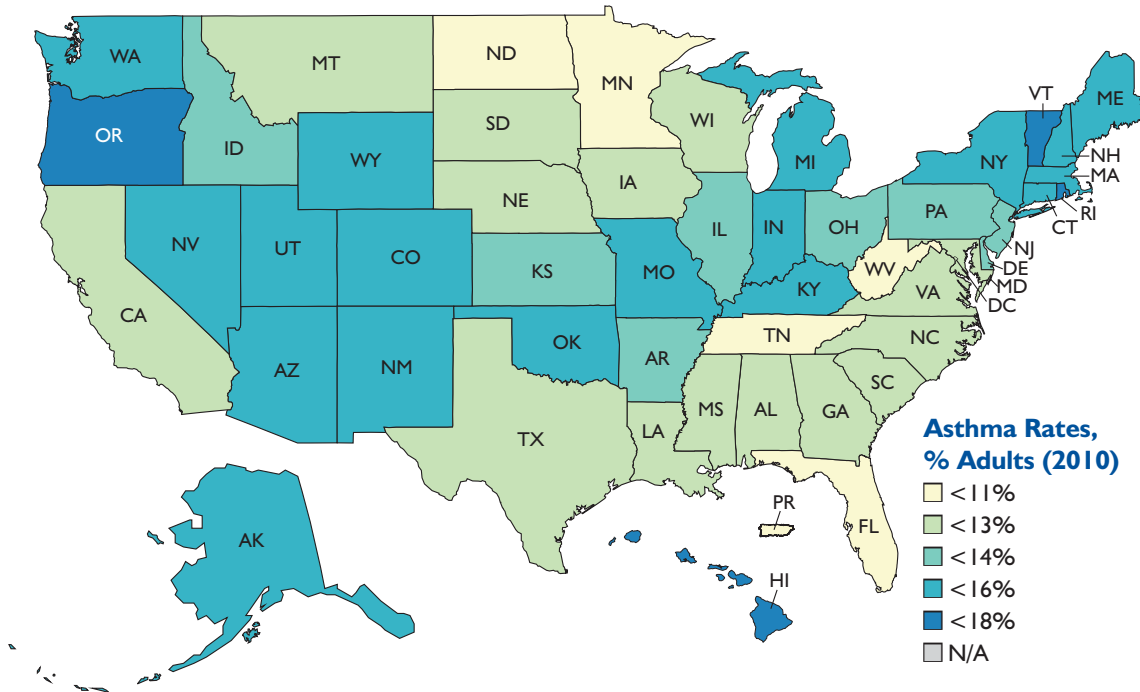 WA
MT
ND
MN
VT
ME
OR
ID
SD
WI
WY
MI
NY
NH
MA
NE
IA
RI
CT
NV
UT
CO
KS
MO
IL
IN
OH
PA
NJ
DE
MD
DC
WV
VA
KY
CA
AZ
NM
OK
AR
TN
NC
SC
TX
LA
MS
AL
GA
FL
PR
AK
HI
Asthma Rates,
% Adults (2010)
<11%
<13%
<14%
<16%
<18%
N/A